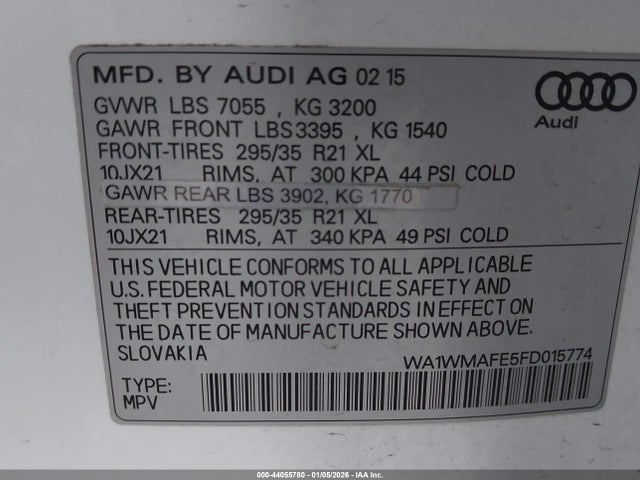 MFD. BY AUDI AG 02 15
GVWR LBS 7055 , KG 3200
GAWR FRONT LBS3395 , KG 1540
FRONT-TIRES 295/35 R21 XL
10JX21 RIMS, AT 300 KPA 44 PSI COLD
GAWR REAR LBS 3902, KG 1770
REAR-TIRES 295/35 R21 XL
10JX21 RIMS, AT 340 KPA 49 PSI COLD
Audi
THIS VEHICLE CONFORMS TO ALL APPLICABLE
U.S. FEDERAL MOTOR VEHICLE SAFETY AND
THEFT PREVENTION STANDARDS IN EFFECT ON
THE DATE OF MANUFACTURE SHOWN ABOVE.
SLOVAKIA
WA1WMAFE5FD015774
TYPE:
MPV
000-44055780 - 01/05/2026 - IAA Inc.